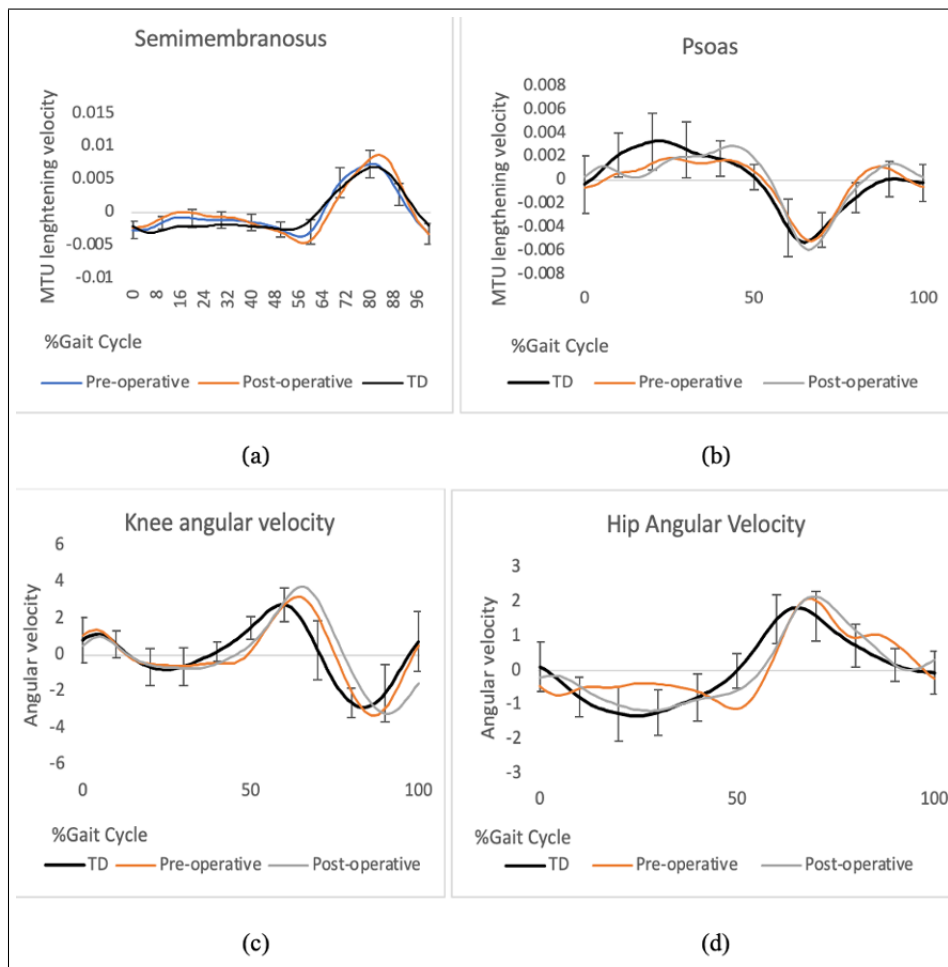 Semimembranosus
MTU lenghtening velocity
0.015
0.01
0.005
0
-0.005
-0.01
0 8 16 24 32 40 48 56 64 72 80 88 96
%Gait Cycle
Pre-operative Post-operative TD
(a)
Psoas
MTU lengthening velocity
0.008
0.006
0.004
0.002
0
-0.002
-0.004
-0.006
-0.008
0 50 100
%Gait Cycle
TD Pre-operative Post-operative
(b)
Knee angular velocity
Angular velocity
6
4
2
0
-2
-4
-6
0 50 100
%Gait Cycle
TD Pre-operative Post-operative
(c)
Hip Angular Velocity
Angular velocity
3
2
1
0
-1
-2
-3
0 50 100
%Gait Cycle
TD Pre-operative Post-operative
(d)